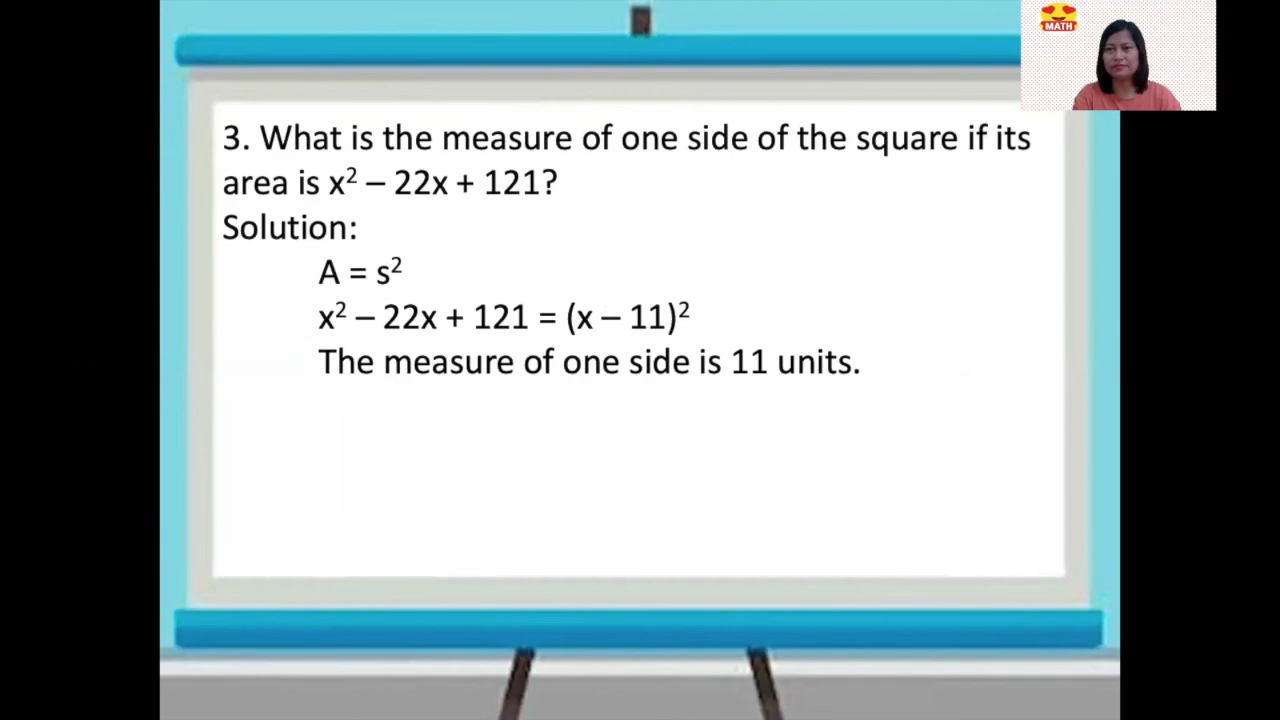 MATH
3. What is the measure of one side of the square if its
area is x² – 22x + 121?
Solution:
A = s²
x² – 22x + 121 = (x – 11)²
The measure of one side is 11 units.